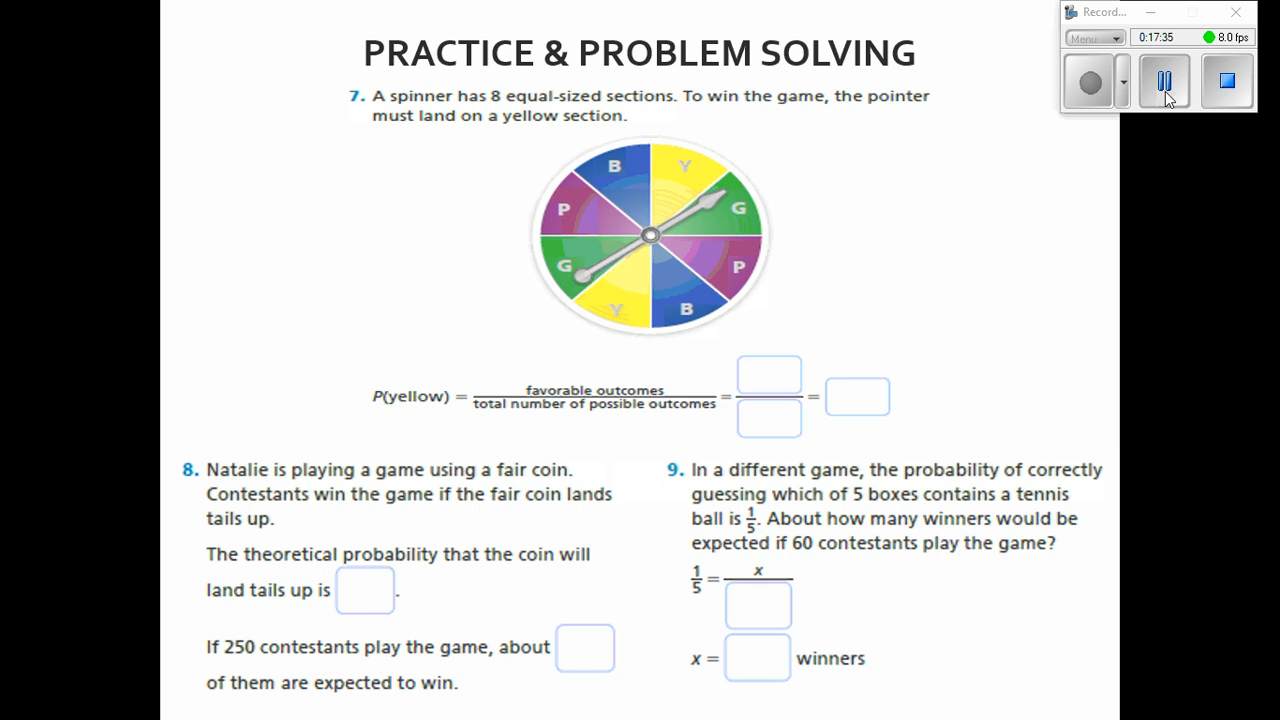 Record...
Menu
0:17:35
8.0 fps
PRACTICE & PROBLEM SOLVING
7. A spinner has 8 equal-sized sections. To win the game, the pointer
must land on a yellow section.
B
Y
P
G
G
P
Y
B
P(yellow) = favorable outcomes / total number of possible outcomes = =
8. Natalie is playing a game using a fair coin.
Contestants win the game if the fair coin lands
tails up.
The theoretical probability that the coin will
land tails up is .
If 250 contestants play the game, about
of them are expected to win.
9. In a different game, the probability of correctly
guessing which of 5 boxes contains a tennis
ball is 1/5. About how many winners would be
expected if 60 contestants play the game?
1/5 = x/
x = winners